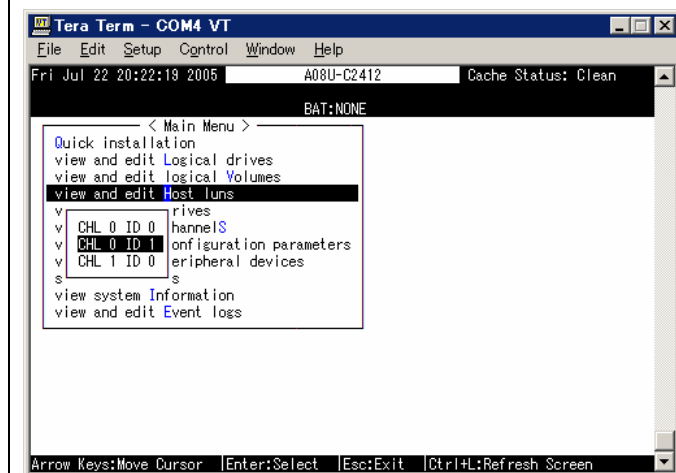 Tera Term - COM4 VT
File Edit Setup Control Window Help
Fri Jul 22 20:22:19 2005 A08U-C2412 Cache Status: Clean
BAT:NONE
< Main Menu >
Quick installation
view and edit Logical drives
view and edit logical Volumes
view and edit Host luns
v rives
v CHL 0 ID 0 hannelS
v CHL 0 ID 1 onfiguration parameters
v CHL 1 ID 0 eripheral devices
s s
view system Information
view and edit Event logs
Arrow Keys:Move Cursor |Enter:Select |Esc:Exit |Ctrl+L:Refresh Screen